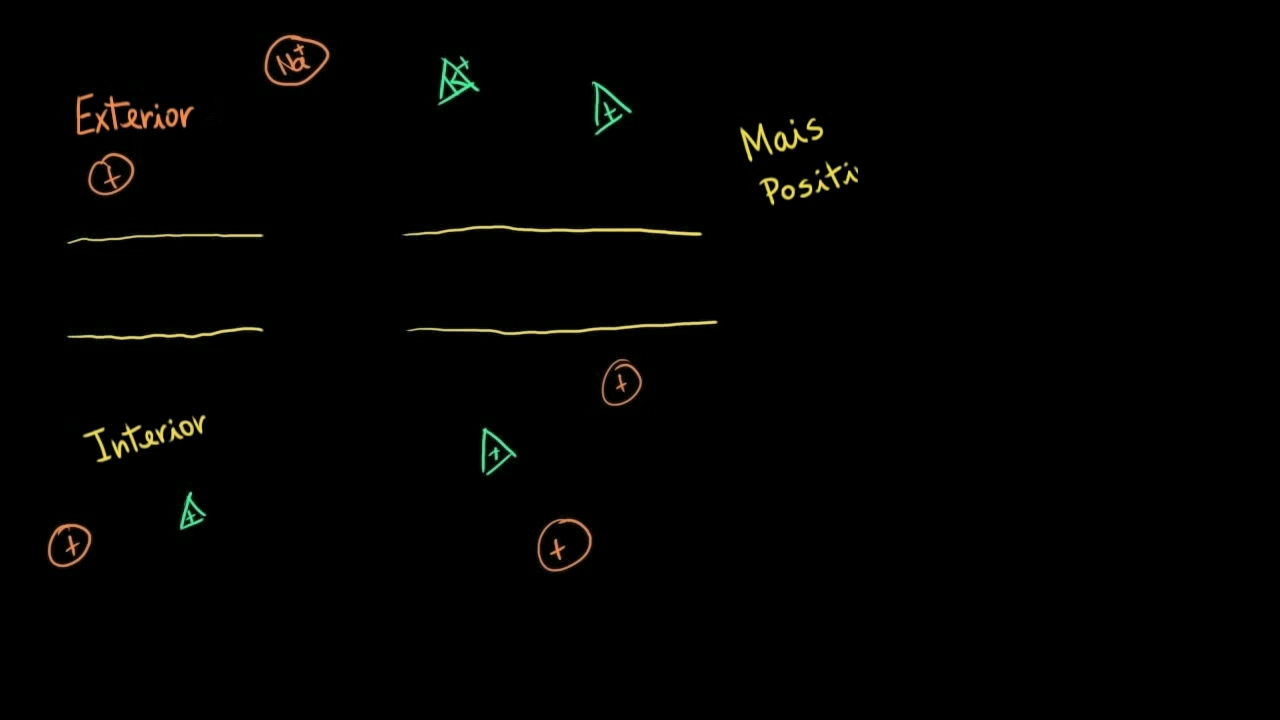 Na+
K+
+
Exterior
Mais
Positi
+
+
Interior
+
+
+
+